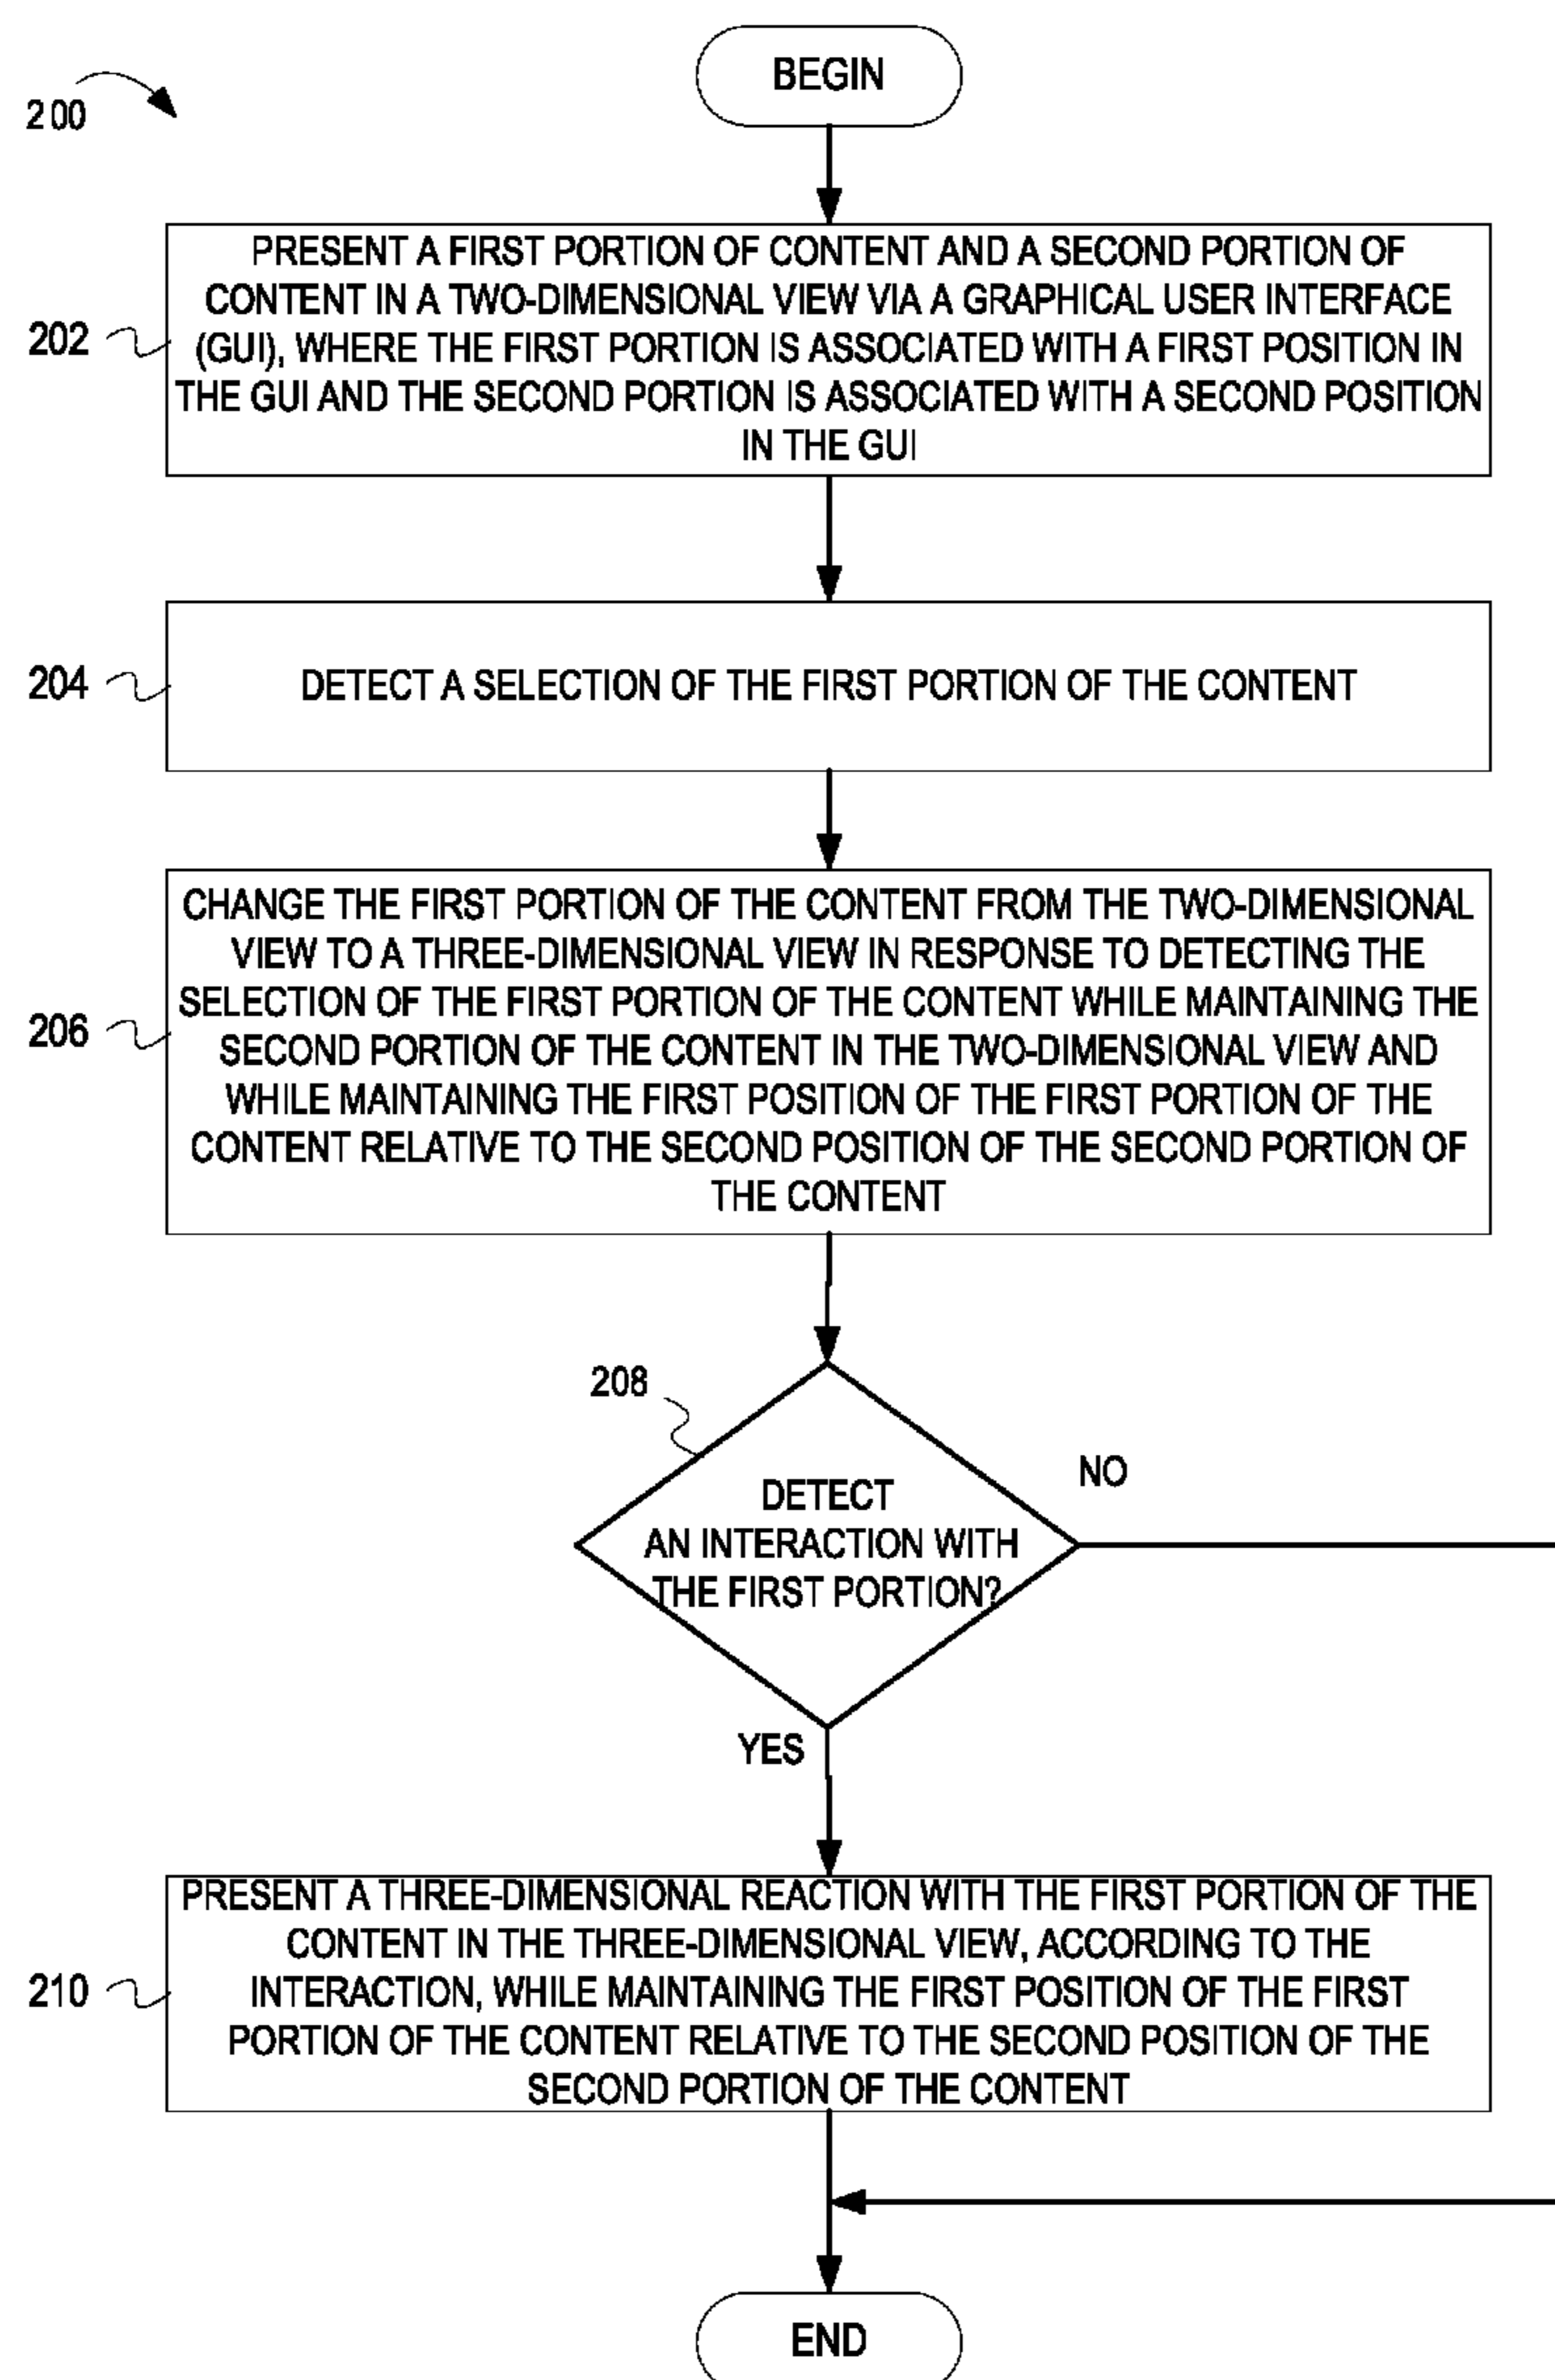 BEGIN
200
PRESENT A FIRST PORTION OF CONTENT AND A SECOND PORTION OF
CONTENT IN A TWO-DIMENSIONAL VIEW VIA A GRAPHICAL USER INTERFACE
(GUI), WHERE THE FIRST PORTION IS ASSOCIATED WITH A FIRST POSITION IN
THE GUI AND THE SECOND PORTION IS ASSOCIATED WITH A SECOND POSITION
IN THE GUI
202
204
DETECT A SELECTION OF THE FIRST PORTION OF THE CONTENT
CHANGE THE FIRST PORTION OF THE CONTENT FROM THE TWO-DIMENSIONAL
VIEW TO A THREE-DIMENSIONAL VIEW IN RESPONSE TO DETECTING THE
SELECTION OF THE FIRST PORTION OF THE CONTENT WHILE MAINTAINING THE
SECOND PORTION OF THE CONTENT IN THE TWO-DIMENSIONAL VIEW AND
WHILE MAINTAINING THE FIRST POSITION OF THE FIRST PORTION OF THE
CONTENT RELATIVE TO THE SECOND POSITION OF THE SECOND PORTION OF
THE CONTENT
206
208
DETECT
AN INTERACTION WITH
THE FIRST PORTION?
NO
YES
PRESENT A THREE-DIMENSIONAL REACTION WITH THE FIRST PORTION OF THE
CONTENT IN THE THREE-DIMENSIONAL VIEW, ACCORDING TO THE
INTERACTION, WHILE MAINTAINING THE FIRST POSITION OF THE FIRST
PORTION OF THE CONTENT RELATIVE TO THE SECOND POSITION OF THE
SECOND PORTION OF THE CONTENT
210
END